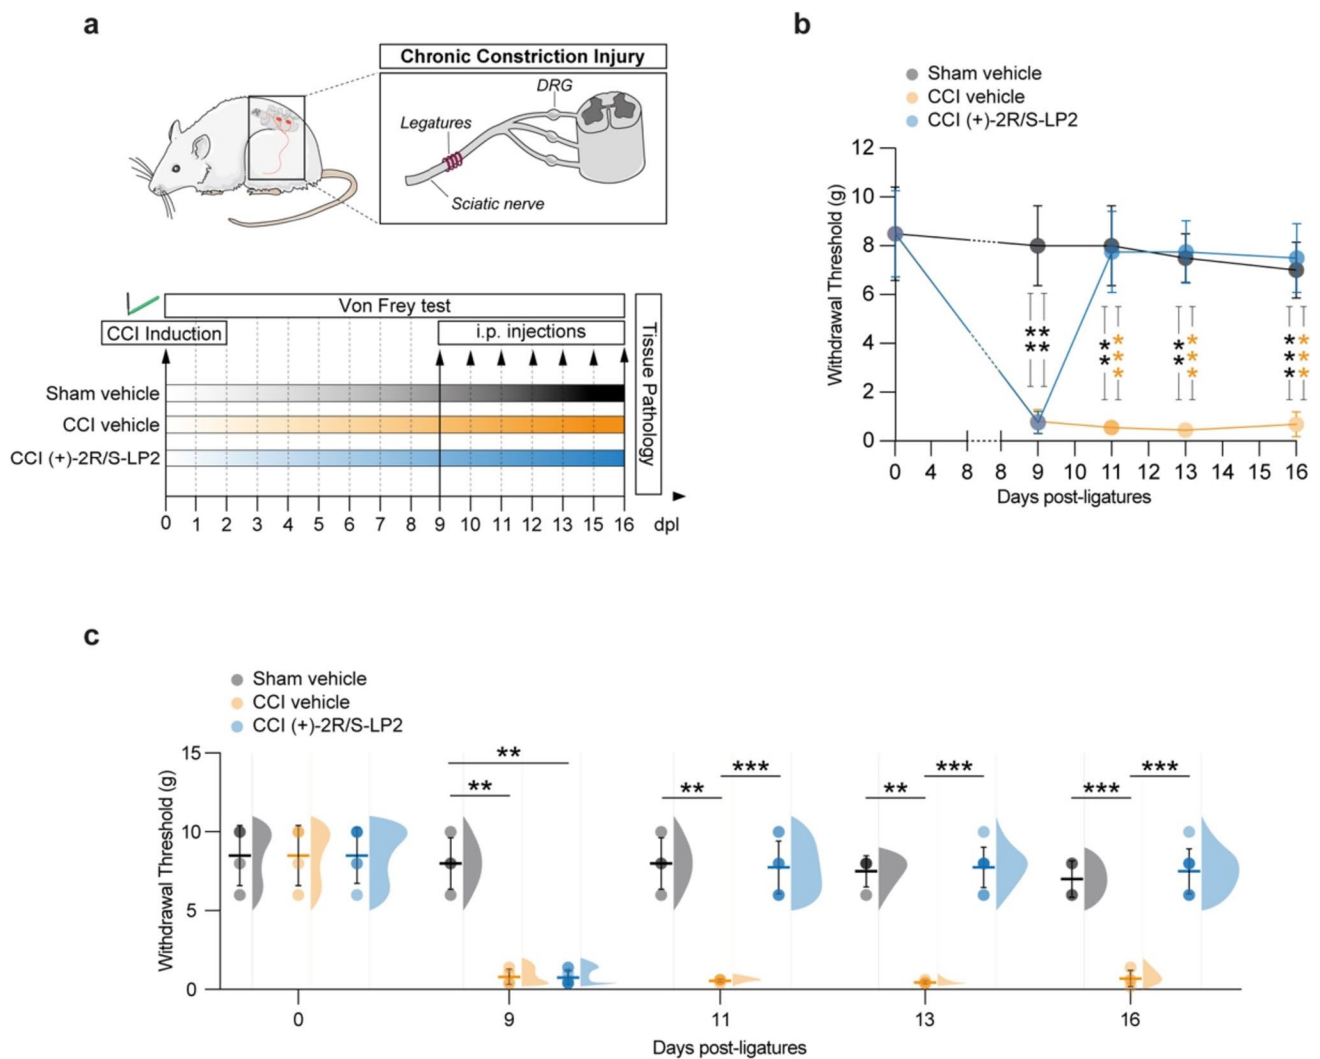 a
Chronic Constriction Injury
DRG
Legatures
Sciatic nerve
Von Frey test
CCI Induction
i.p. injections
Tissue Pathology
Sham vehicle
CCI vehicle
CCI (+)-2R/S-LP2
0 1 2 3 4 5 6 7 8 9 10 11 12 13 15 16 dpl
b
Sham vehicle
CCI vehicle
CCI (+)-2R/S-LP2
Withdrawal Threshold (g)
12
10
8
6
4
2
0
** **
** ***
** ***
*** ***
0 4 8 8 9 10 11 12 13 14 15 16
Days post-ligatures
c
Sham vehicle
CCI vehicle
CCI (+)-2R/S-LP2
Withdrawal Threshold (g)
15
10
5
0
**
**
***
**
***
**
***
***
0 9 11 13 16
Days post-ligatures